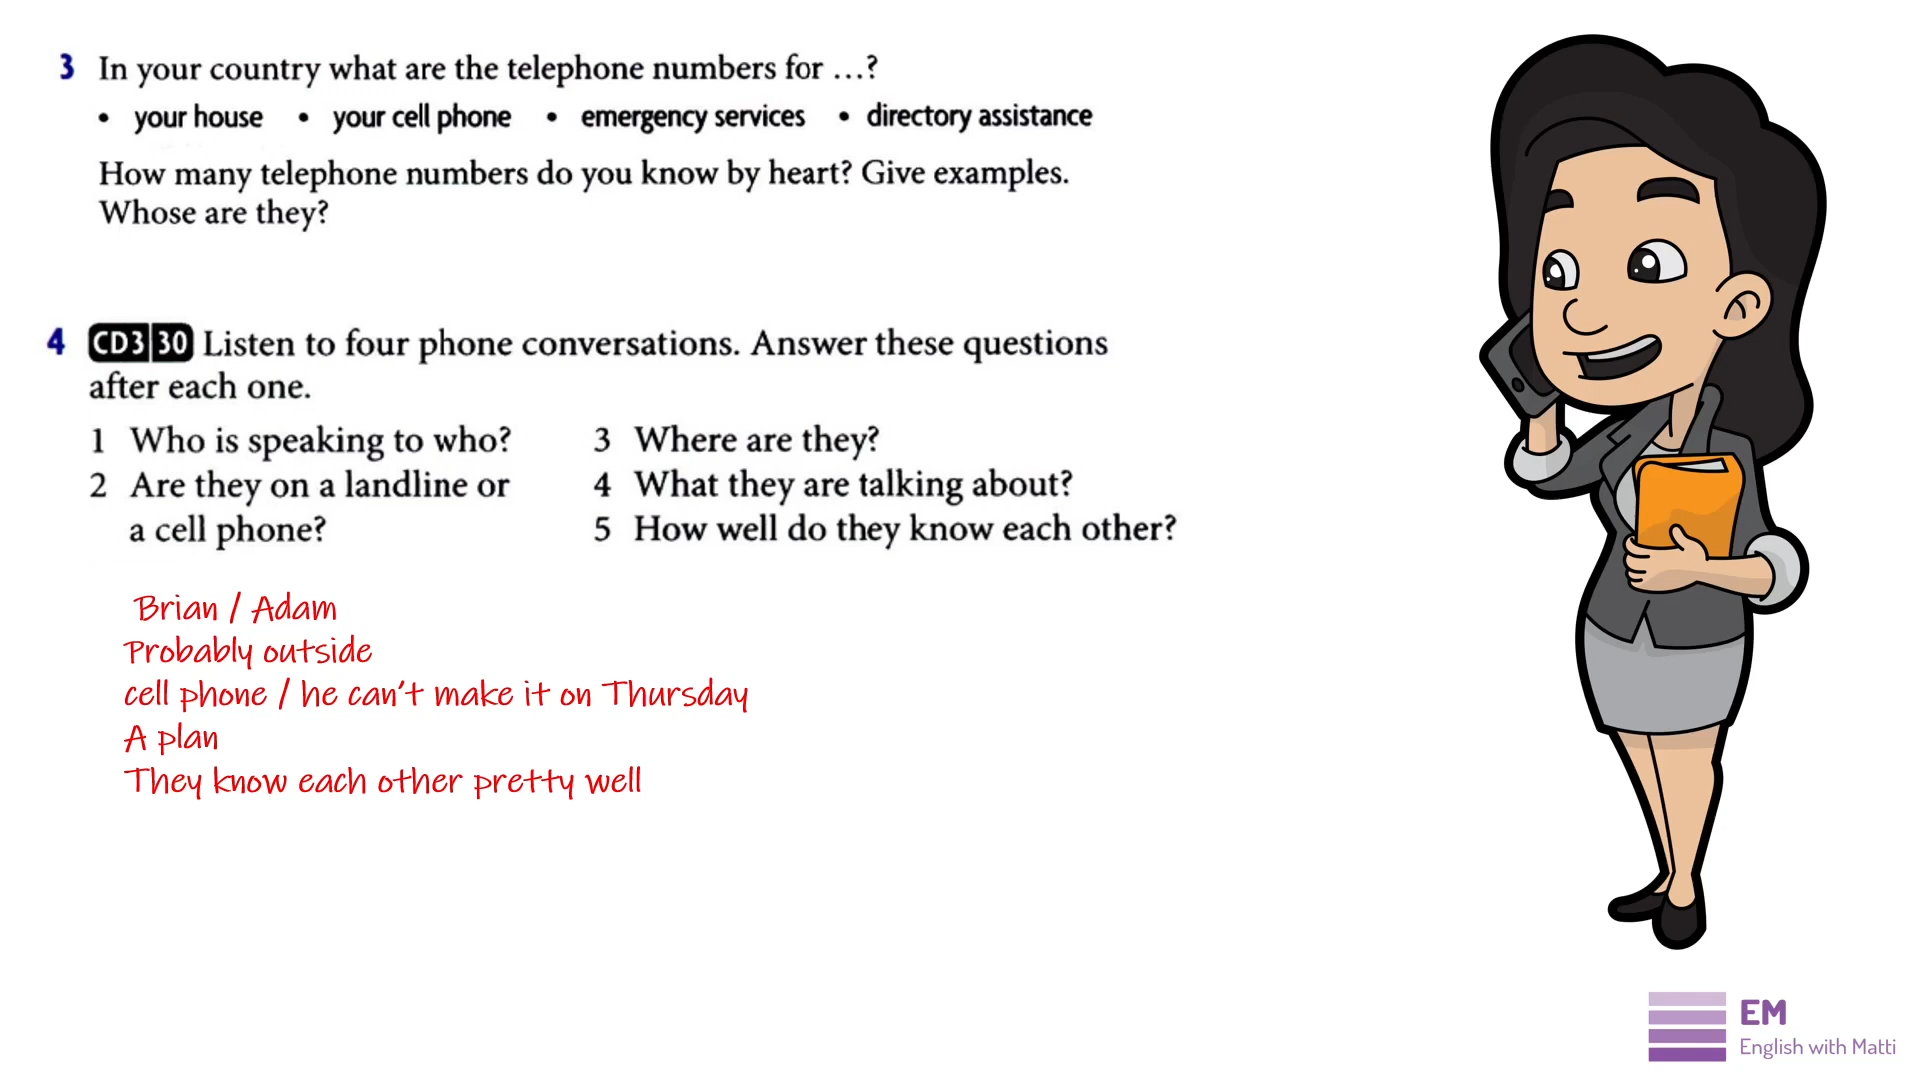 3 In your country what are the telephone numbers for ...?
• your house • your cell phone • emergency services • directory assistance
How many telephone numbers do you know by heart? Give examples.
Whose are they?
4 CD3 30 Listen to four phone conversations. Answer these questions
after each one.
1 Who is speaking to who?
2 Are they on a landline or
a cell phone?
3 Where are they?
4 What they are talking about?
5 How well do they know each other?
Brian / Adam
Probably outside
cell phone / he can't make it on Thursday
A plan
They know each other pretty well
EM
English with Matti